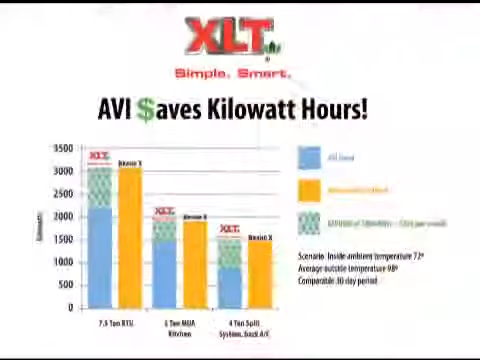 XLT
Simple. Smart.
AVI $aves Kilowatt Hours!
3500
3000
2500
2000
1500
1000
500
0
XLT
XLT
XLT
7.5 Ton RTU
5 Ton MUA
Kitchen
4 Ton Split
System, back A/C
Scenario Inside ambient temperature 72°
Average outside temperature 98°
Comparable 30 day period